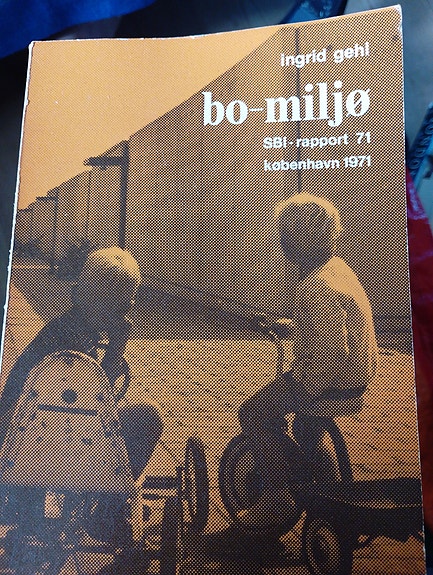 ingrid gehl
bo-miljø
SBI-rapport 71
københavn 1971